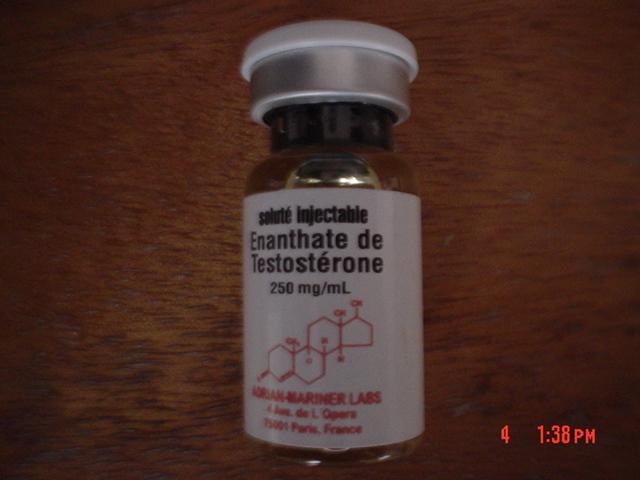 soluté injectable
Enanthate de
Testostérone
250 mg/mL
ADRIAN-MARINER LABS
4 Ave. de L'Opera
75001 Paris, France
4 1:38 PM